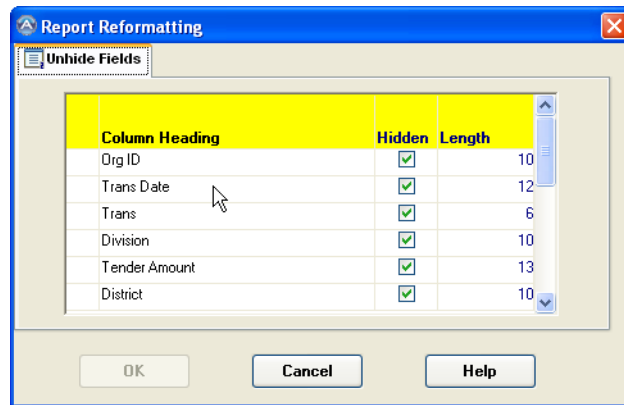 Report Reformatting
Unhide Fields
Column Heading Hidden Length
Org ID 10
Trans Date 12
Trans 6
Division 10
Tender Amount 13
District 10
OK Cancel Help